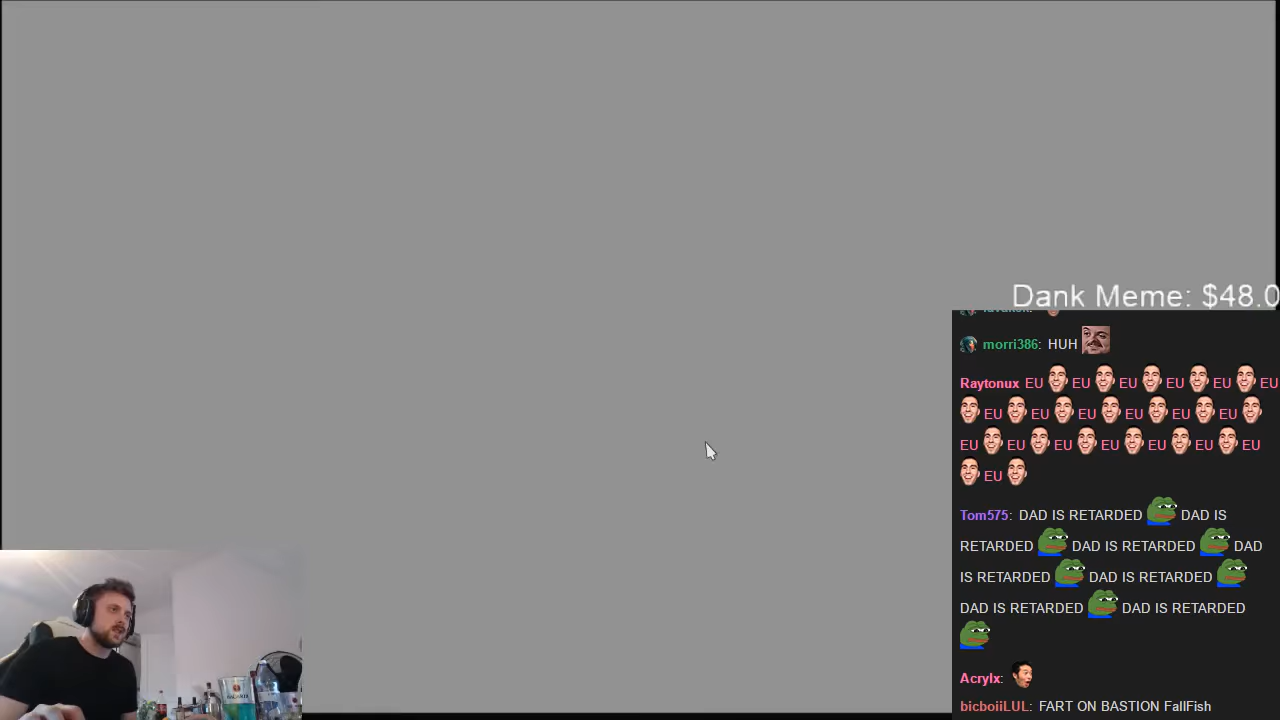 Dank Meme: $48.0
morri386: HUH
Raytonux EU EU EU EU EU EU
EU EU EU EU EU EU
EU EU EU EU EU EU EU
EU
Tom575: DAD IS RETARDED DAD IS
RETARDED DAD IS RETARDED DAD
IS RETARDED DAD IS RETARDED
DAD IS RETARDED DAD IS RETARDED
Acrylx:
bicboiiLUL: FART ON BASTION FallFish